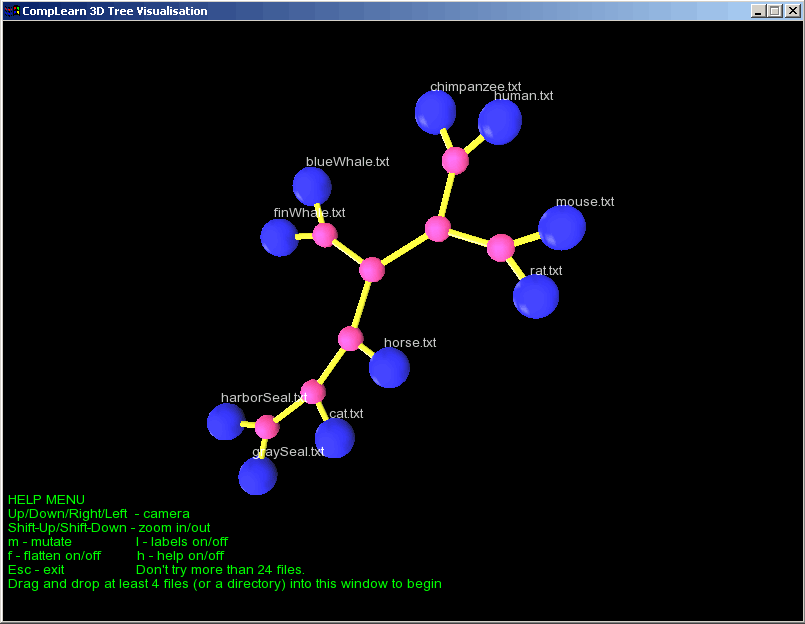 CompLearn 3D Tree Visualisation
chimpanzee.txt
human.txt
blueWhale.txt
mouse.txt
finWhale.txt
rat.txt
horse.txt
harborSeal.txt
cat.txt
graySeal.txt
HELP MENU
Up/Down/Right/Left - camera
Shift-Up/Shift-Down - zoom in/out
m - mutate l - labels on/off
f - flatten on/off h - help on/off
Esc - exit Don't try more than 24 files.
Drag and drop at least 4 files (or a directory) into this window to begin